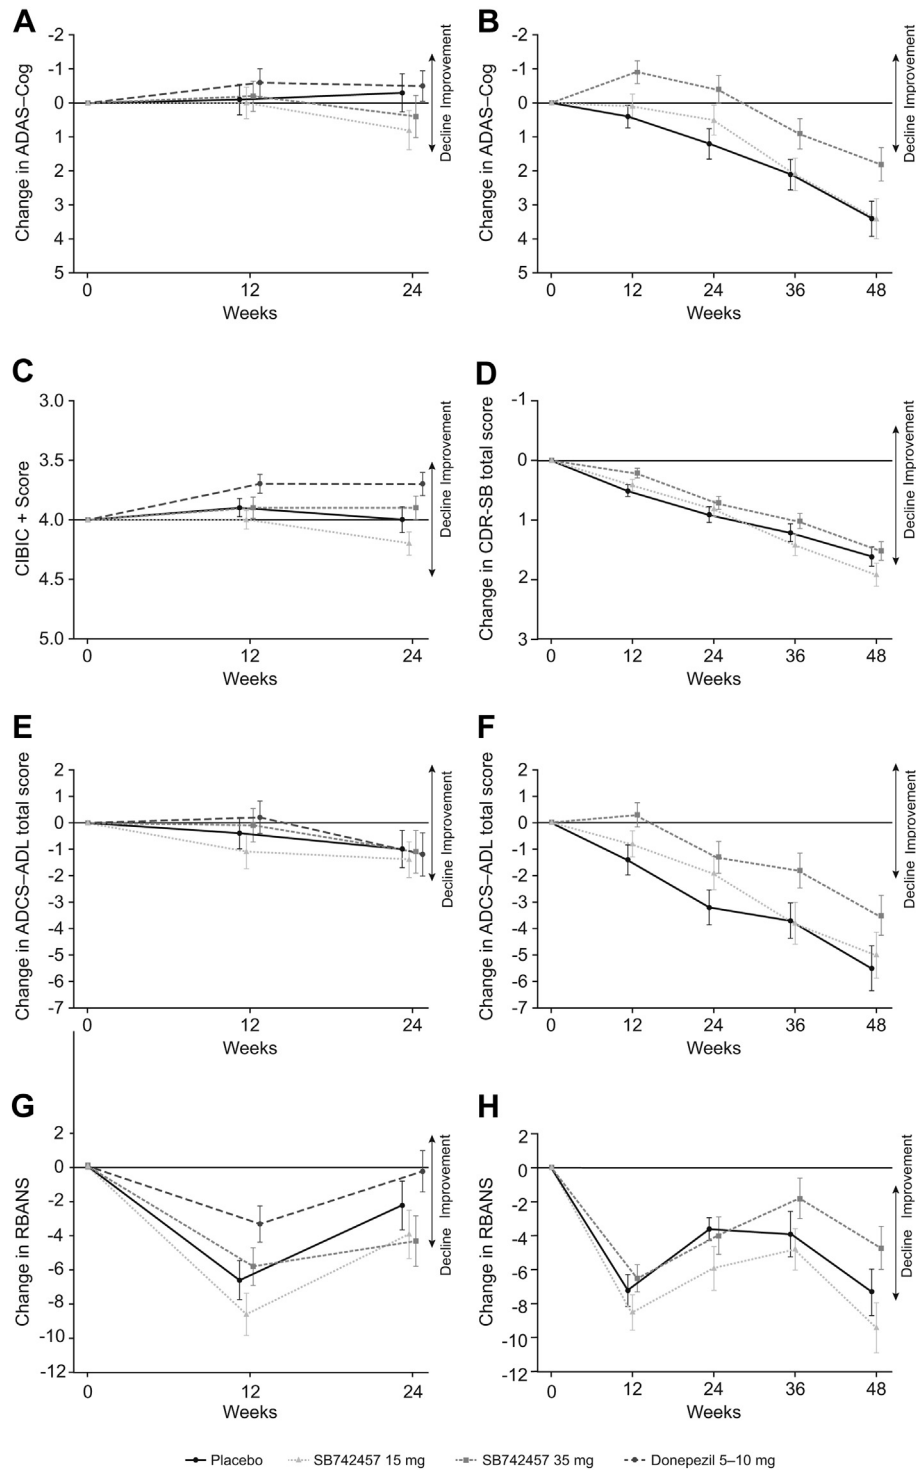 A
Change in ADAS–Cog
-2
-1
0
1
2
3
4
5
0 12 24
Weeks
Decline Improvement
B
Change in ADAS–Cog
-2
-1
0
1
2
3
4
5
0 12 24 36 48
Weeks
Decline Improvement
C
CIBIC + Score
3.0
3.5
4.0
4.5
5.0
0 12 24
Weeks
Decline Improvement
D
Change in CDR-SB total score
-1
0
1
2
3
0 12 24 36 48
Weeks
Decline Improvement
E
Change in ADCS–ADL total score
2
1
0
-1
-2
-3
-4
-5
-6
-7
0 12 24
Weeks
Decline Improvement
F
Change in ADCS–ADL total score
2
1
0
-1
-2
-3
-4
-5
-6
-7
0 12 24 36 48
Weeks
Decline Improvement
G
Change in RBANS
2
0
-2
-4
-6
-8
-10
-12
0 12 24
Weeks
Decline Improvement
H
Change in RBANS
2
0
-2
-4
-6
-8
-10
-12
0 12 24 36 48
Weeks
Decline Improvement
Placebo SB742457 15 mg SB742457 35 mg Donepezil 5–10 mg